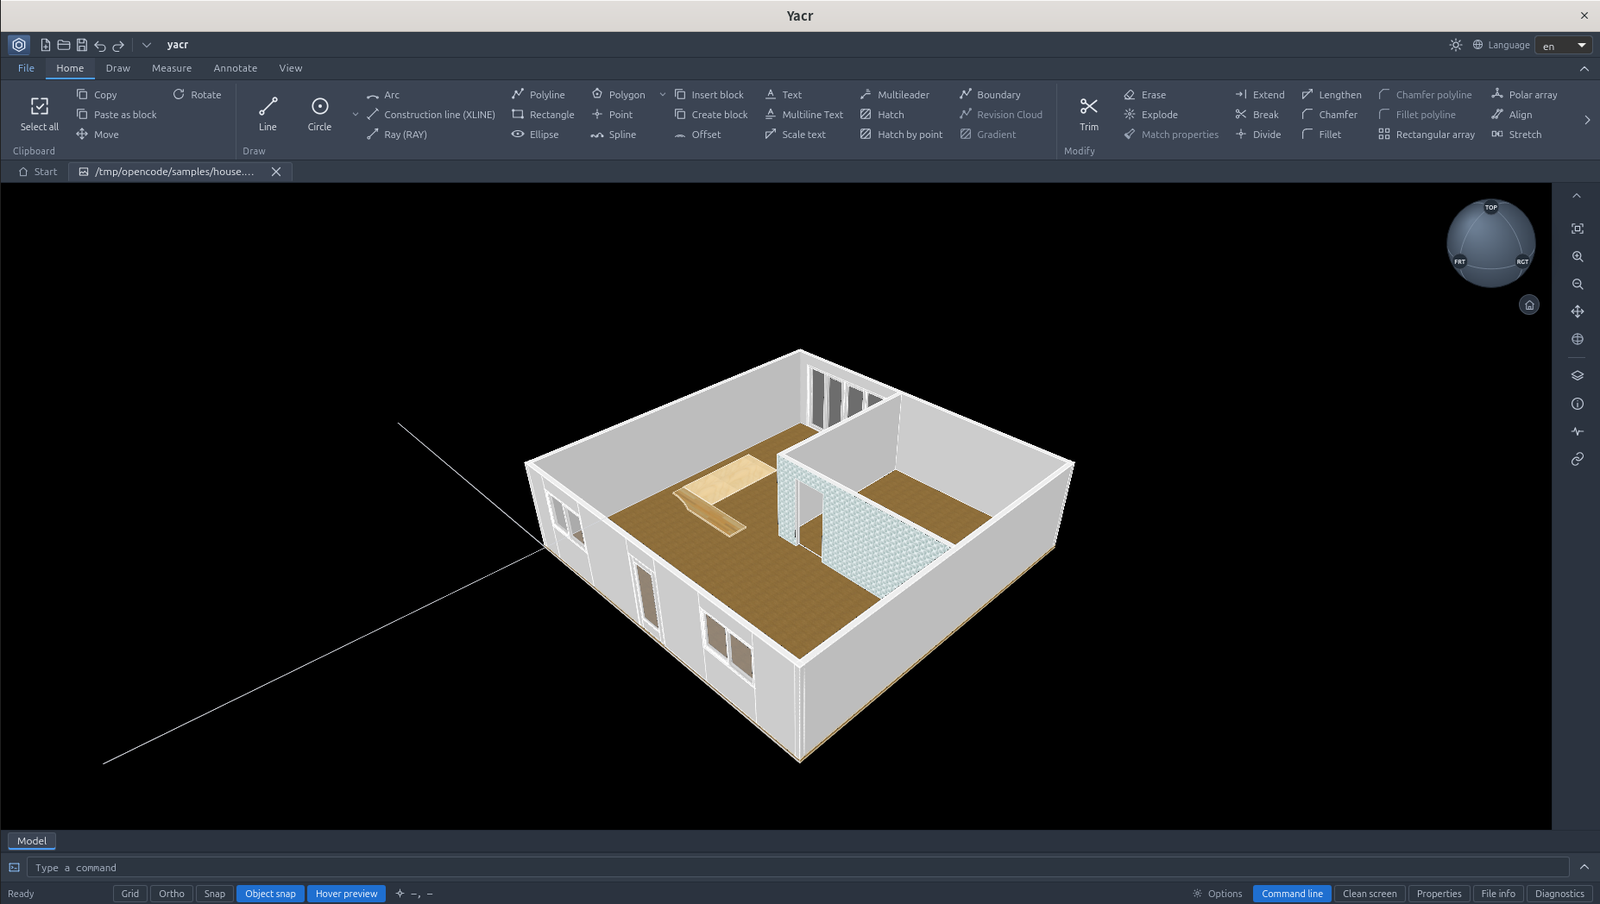 Yacr
yacr
Language en
File Home Draw Measure Annotate View
Select all
Copy
Paste as block
Move
Rotate
Clipboard
Line
Circle
Arc
Construction line (XLINE)
Ray (RAY)
Polyline
Rectangle
Ellipse
Polygon
Point
Spline
Insert block
Create block
Offset
Text
Multiline Text
Scale text
Multileader
Hatch
Hatch by point
Boundary
Revision Cloud
Gradient
Draw
Trim
Erase
Explode
Match properties
Extend
Break
Divide
Lengthen
Chamfer
Fillet
Chamfer polyline
Fillet polyline
Rectangular array
Polar array
Align
Stretch
Modify
Start
/tmp/opencode/samples/house....
TOP
FRT
RGT
Model
Type a command
Ready Grid Ortho Snap Object snap Hover preview –, – Options Command line Clean screen Properties File info Diagnostics